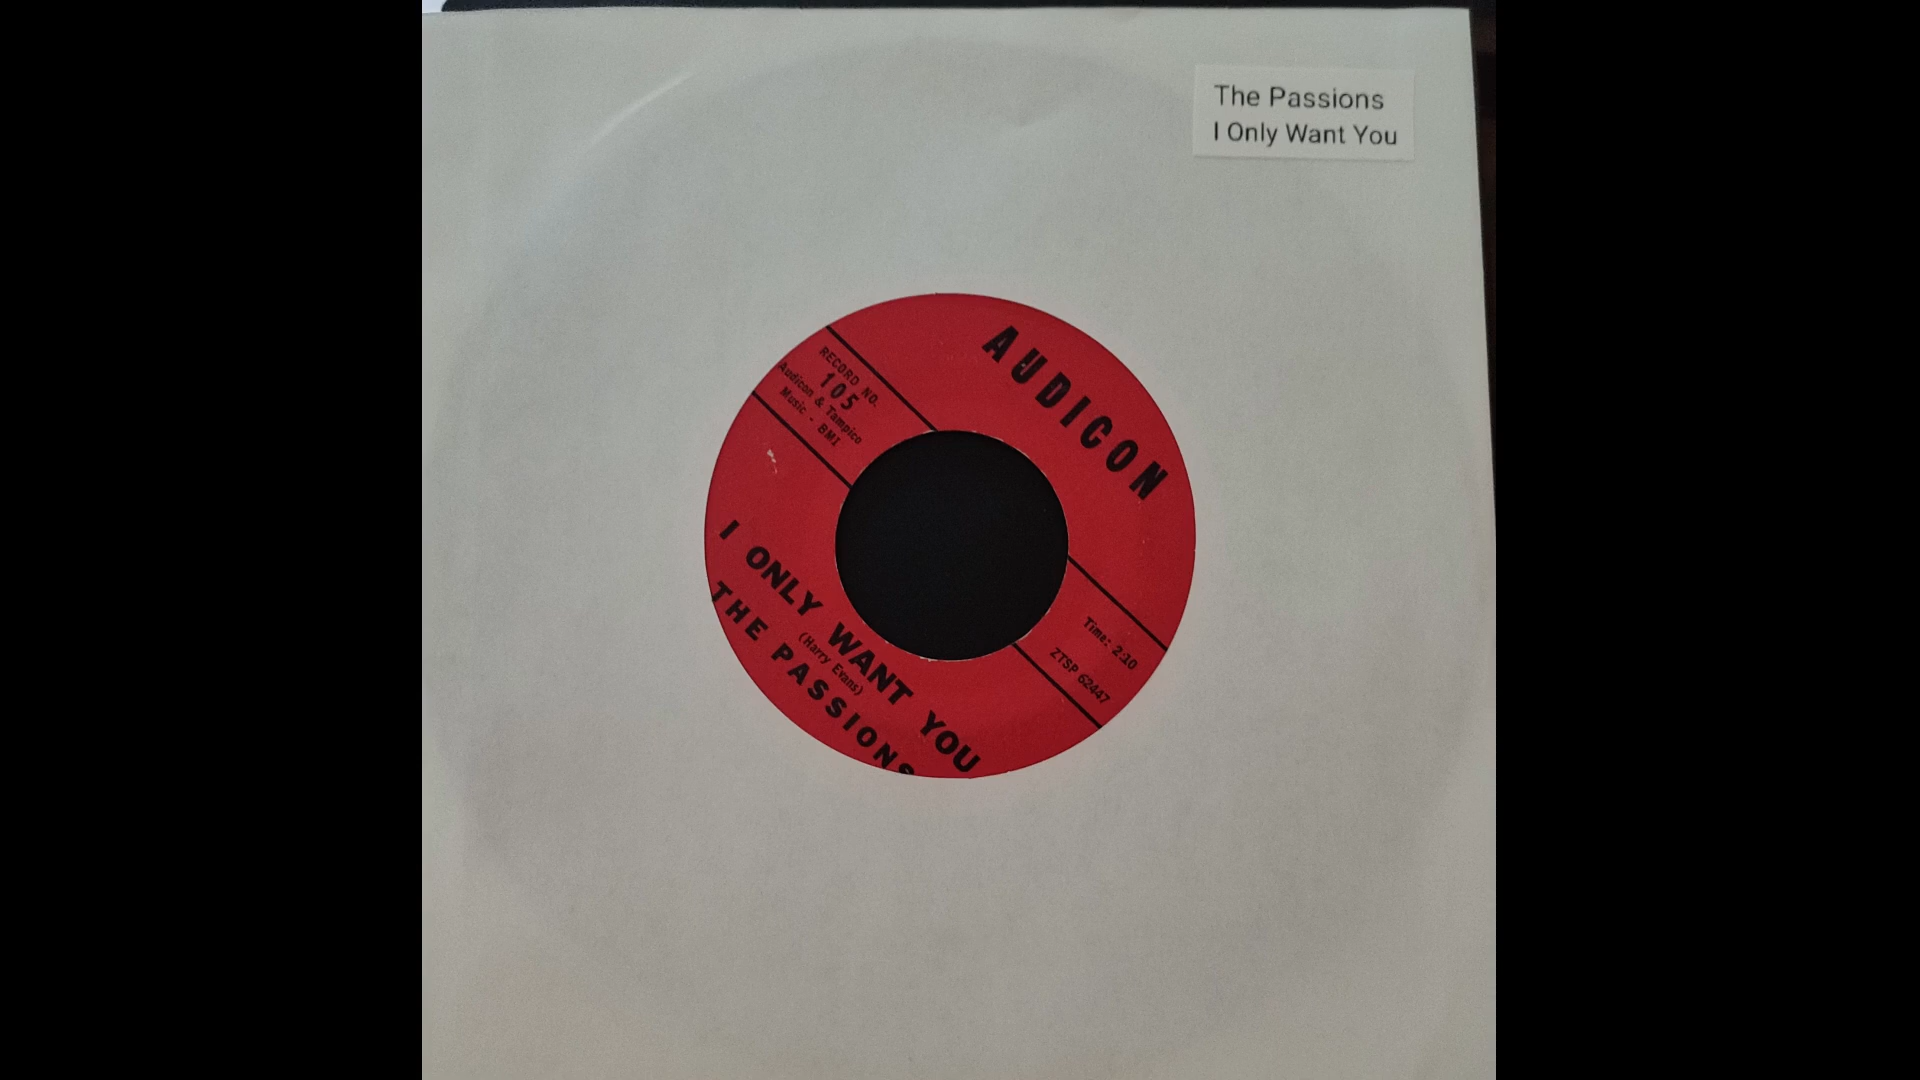 The Passions
I Only Want You
AUDICON
RECORD NO.
105
Audicon & Tampico
Music - BMI
Time: 2:10
ZTSP 62447
I ONLY WANT YOU
(Harry Evans)
THE PASSIONS